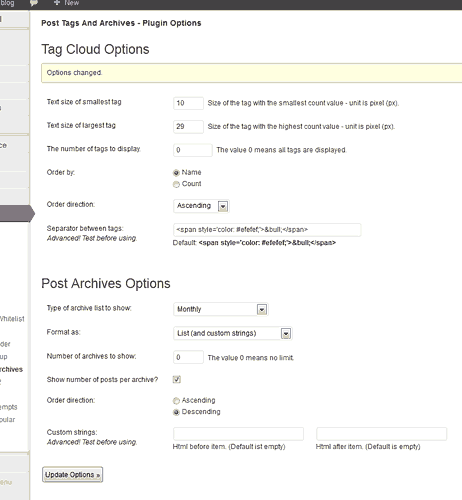 blog
New
Post Tags And Archives - Plugin Options
Tag Cloud Options
Options changed.
Text size of smallest tag
10
Size of the tag with the smallest count value - unit is pixel (px).
Text size of largest tag
29
Size of the tag with the highest count value - unit is pixel (px).
The number of tags to display
0
The value 0 means all tags are displayed.
Order by:
Name
Count
Order direction:
Ascending
Separator between tags:
Advanced! Test before using.
<span style='color: #efefef;'>&bull;</span>
Default: <span style='color: #efefef;'>&bull;</span>
Post Archives Options
Type of archive list to show:
Monthly
Format as:
List (and custom strings)
Number of archives to show:
0
The value 0 means no limit.
Show number of posts per archive?
Order direction:
Ascending
Descending
Custom strings:
Advanced! Test before using.
Html before item. (Default ist empty)
Html after item. (Default is empty)
Update Options »
Whitelist
der
up
rchives
empts
pular